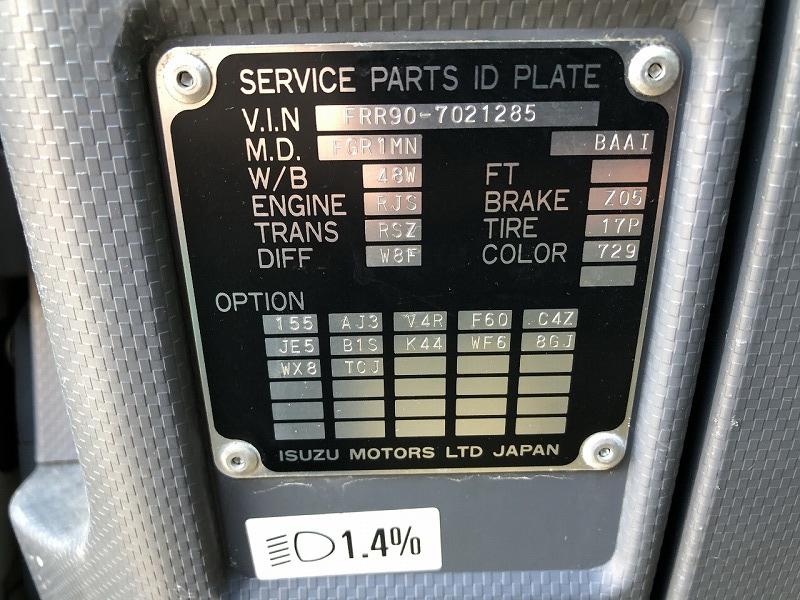 SERVICE PARTS ID PLATE
V.I.N FRR90-7021285
M.D. FGR1MN BAAI
W/B 48W FT
ENGINE RJS BRAKE Z05
TRANS RSZ TIRE 17P
DIFF W8F COLOR 729
OPTION
155 AJ3 V4R F60 C4Z
JE5 B1S K44 WF6 8GJ
WX8 TCJ
ISUZU MOTORS LTD JAPAN
1.4%